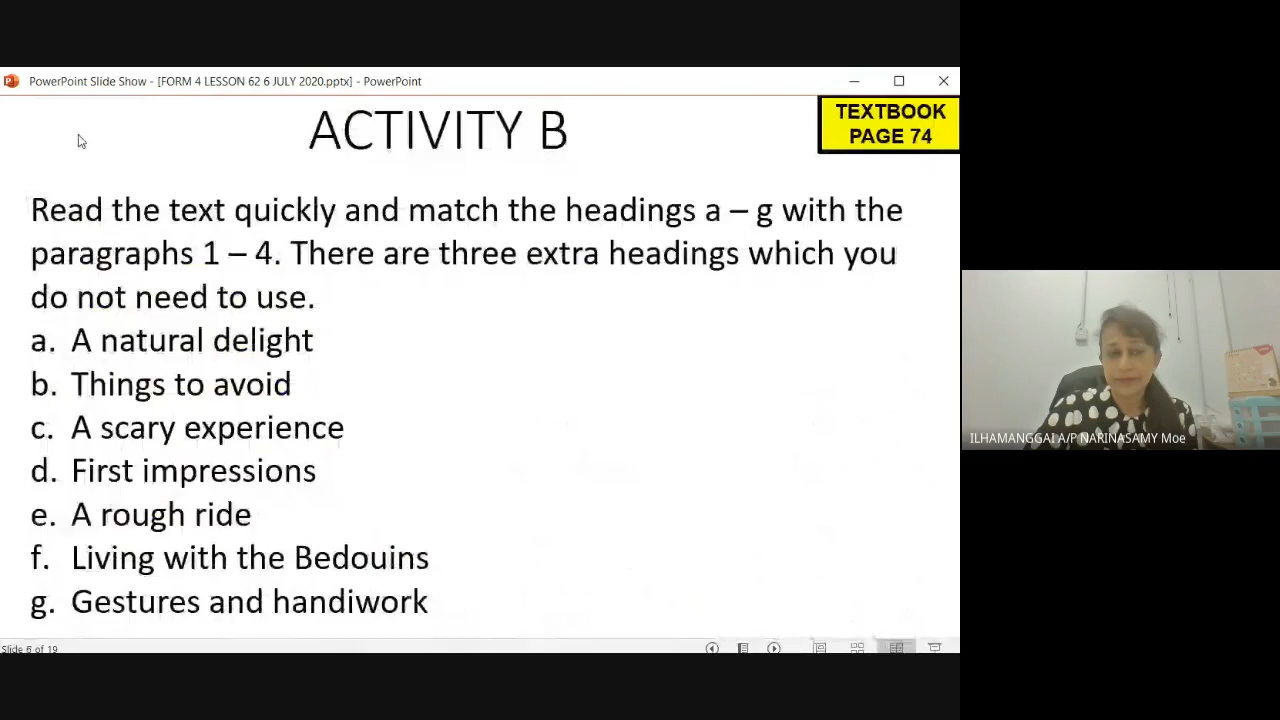 PowerPoint Slide Show - [FORM 4 LESSON 62 6 JULY 2020.pptx] - PowerPoint
ACTIVITY B
TEXTBOOK
PAGE 74
Read the text quickly and match the headings a – g with the
paragraphs 1 – 4. There are three extra headings which you
do not need to use.
a. A natural delight
b. Things to avoid
c. A scary experience
d. First impressions
e. A rough ride
f. Living with the Bedouins
g. Gestures and handiwork
Slide 6 of 19
ILHAMANGGAI A/P NARINASAMY Moe